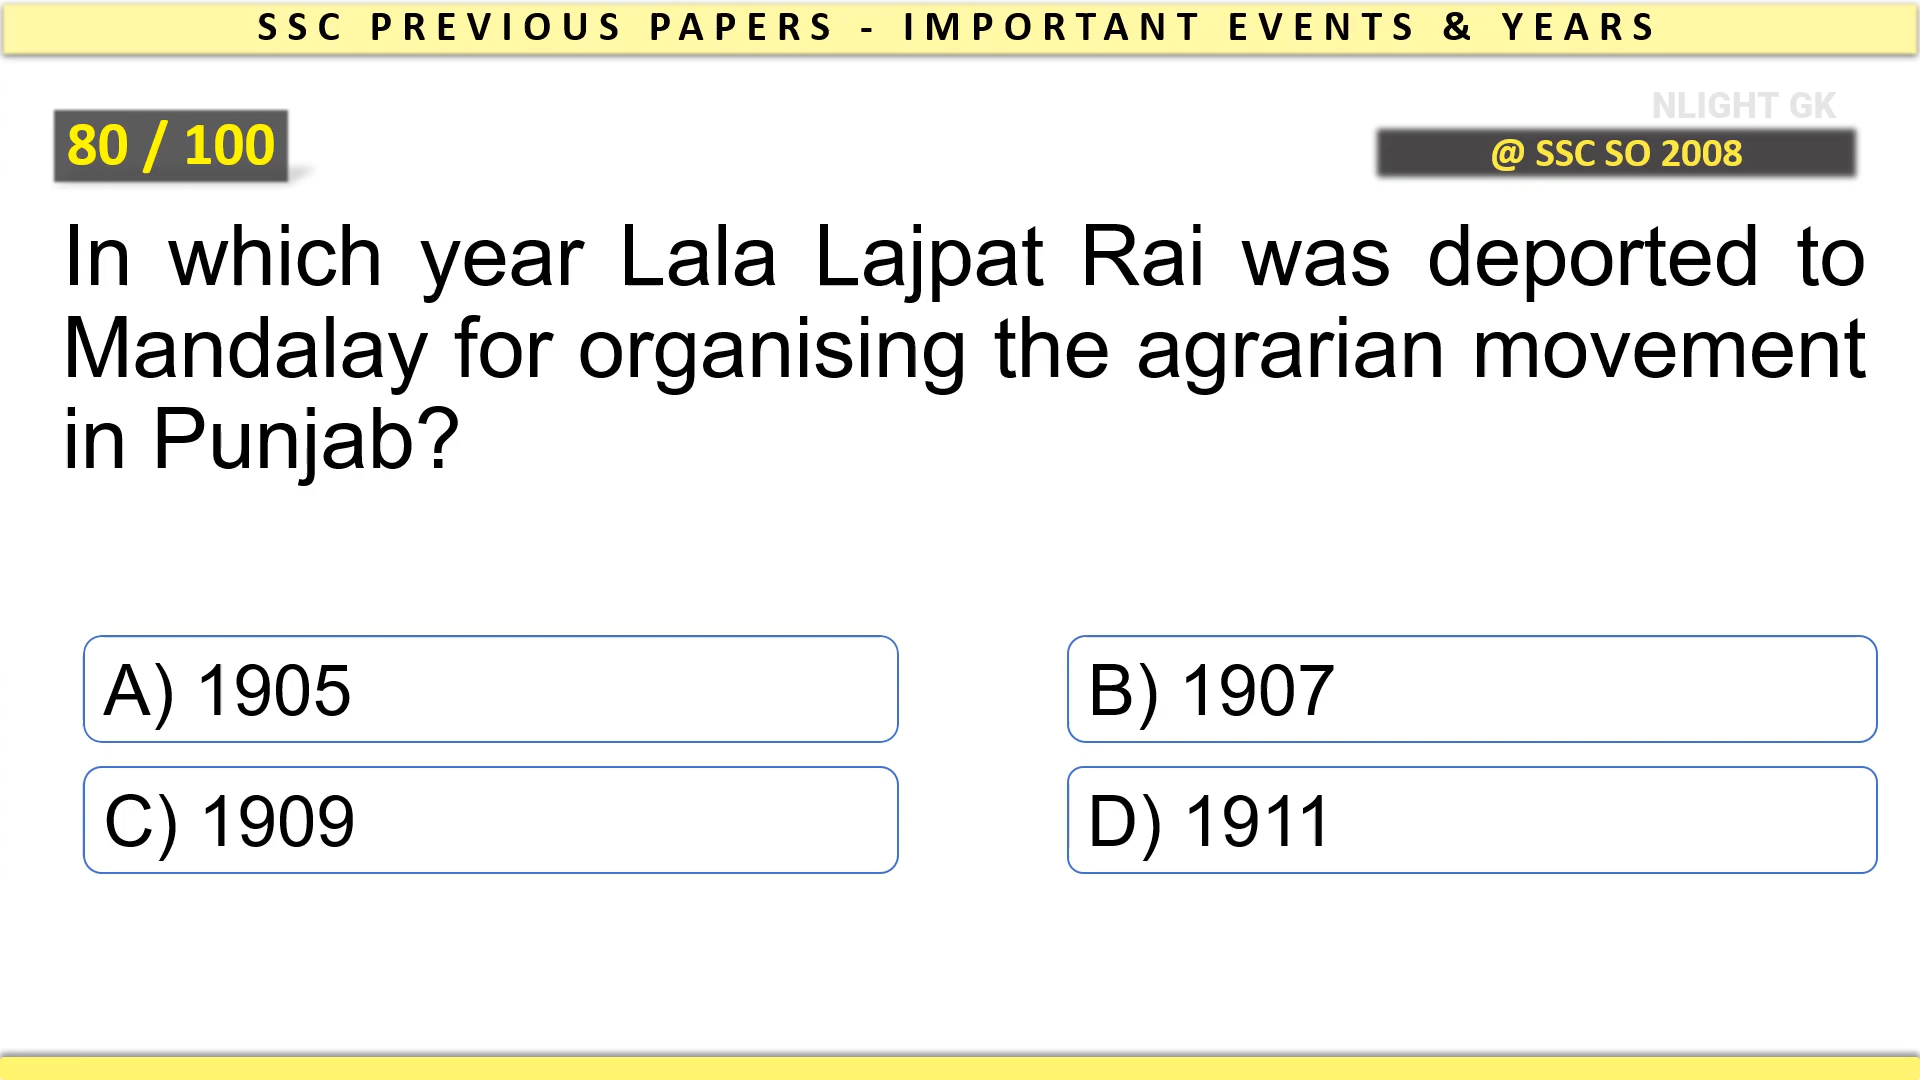 SSC PREVIOUS PAPERS - IMPORTANT EVENTS & YEARS
NLIGHT GK
80 / 100
@ SSC SO 2008
In which year Lala Lajpat Rai was deported to
Mandalay for organising the agrarian movement
in Punjab?
A) 1905
B) 1907
C) 1909
D) 1911